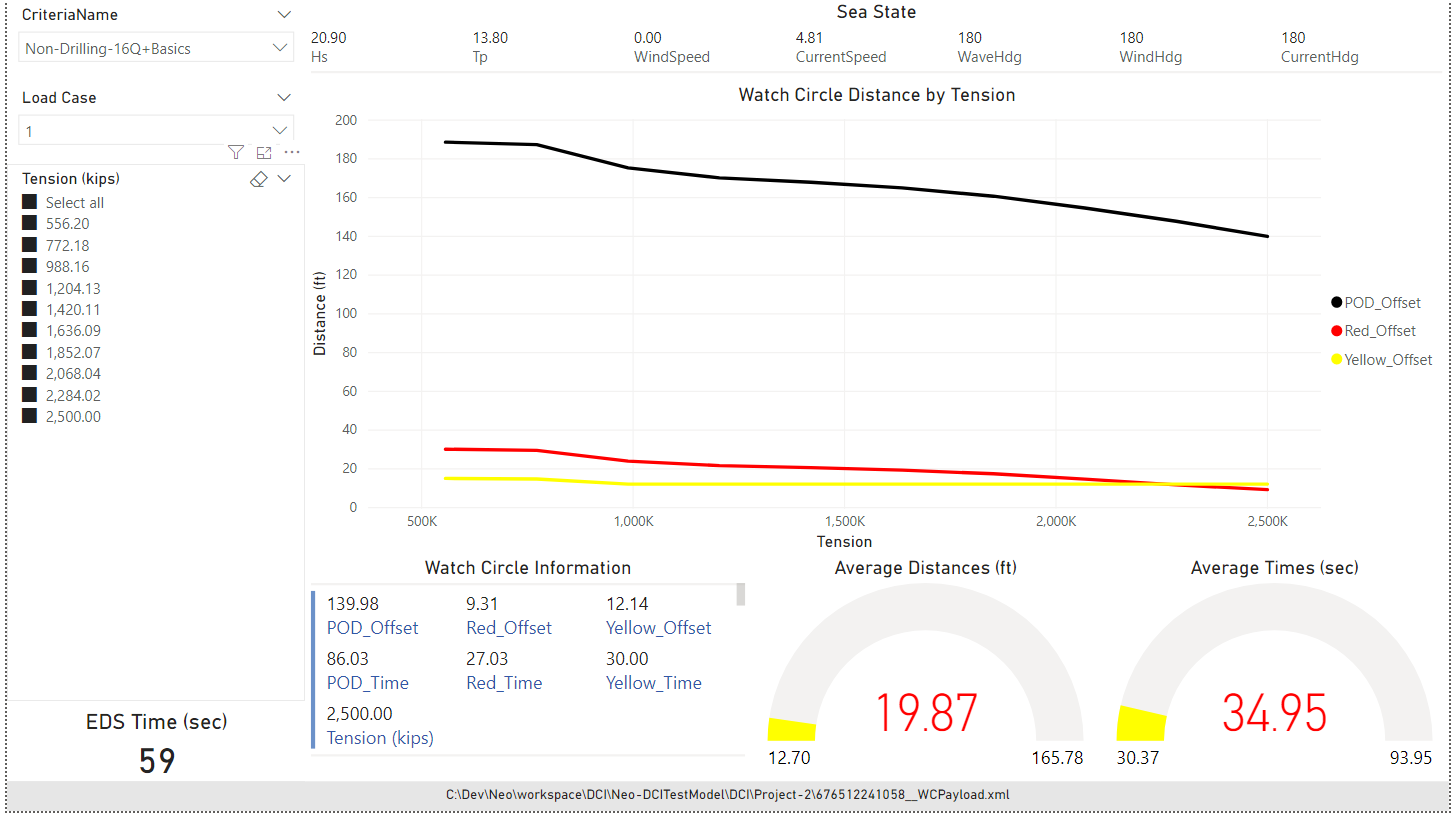 CriteriaName
Non-Drilling-16Q+Basics
Load Case
1
Tension (kips)
Select all
556.20
772.18
988.16
1,204.13
1,420.11
1,636.09
1,852.07
2,068.04
2,284.02
2,500.00
EDS Time (sec)
59
Sea State
20.90 13.80 0.00 4.81 180 180 180
Hs Tp WindSpeed CurrentSpeed WaveHdg WindHdg CurrentHdg
Watch Circle Distance by Tension
Distance (ft)
200
180
160
140
120
100
80
60
40
20
0
500K 1,000K 1,500K 2,000K 2,500K
Tension
POD_Offset
Red_Offset
Yellow_Offset
Watch Circle Information
139.98 9.31 12.14
POD_Offset Red_Offset Yellow_Offset
86.03 27.03 30.00
POD_Time Red_Time Yellow_Time
2,500.00
Tension (kips)
Average Distances (ft)
19.87
12.70 165.78
Average Times (sec)
34.95
30.37 93.95
C:\Dev\Neo\workspace\DCI\Neo-DCITestModel\DCI\Project-2\676512241058__WCPayload.xml